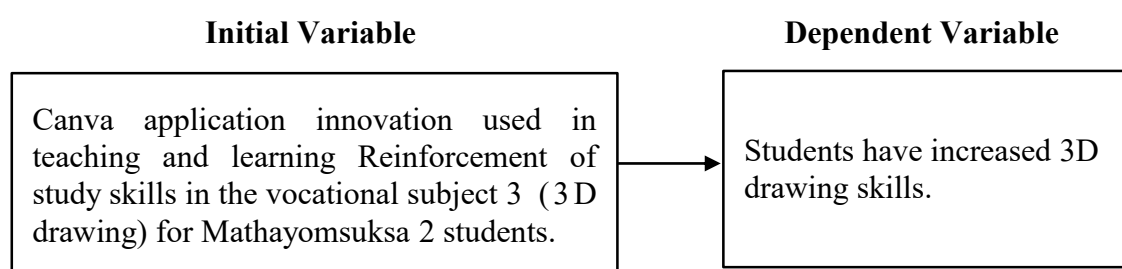 Initial Variable
Dependent Variable
Canva application innovation used in
teaching and learning Reinforcement of
study skills in the vocational subject 3 (3D
drawing) for Mathayomsuksa 2 students.
Students have increased 3D
drawing skills.